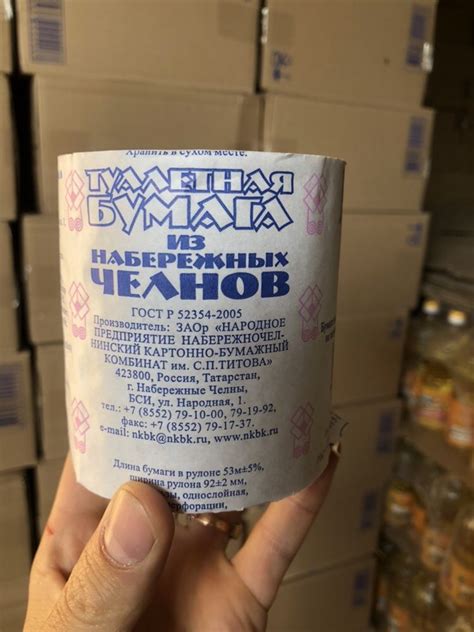 Хранить в сухом месте.
ТУАЛЕТНАЯ
БУМАГА
ИЗ
НАБЕРЕЖНЫХ
ЧЕЛНОВ
ГОСТ Р 52354-2005
Производитель: ЗАОр «НАРОДНОЕ
ПРЕДПРИЯТИЕ НАБЕРЕЖНОЧЕЛ-
НИНСКИЙ КАРТОННО-БУМАЖНЫЙ
КОМБИНАТ им. С.П.ТИТОВА»
423800, Россия, Татарстан,
г. Набережные Челны,
БСИ, ул. Народная, 1.
тел.: +7 (8552) 79-10-00, 79-19-92,
факс: +7 (8552) 79-17-37.
e-mail: nkbk@nkbk.ru, www.nkbk.ru
Длина бумаги в рулоне 53м±5%,
ширина рулона 92±2 мм,
однослойная,